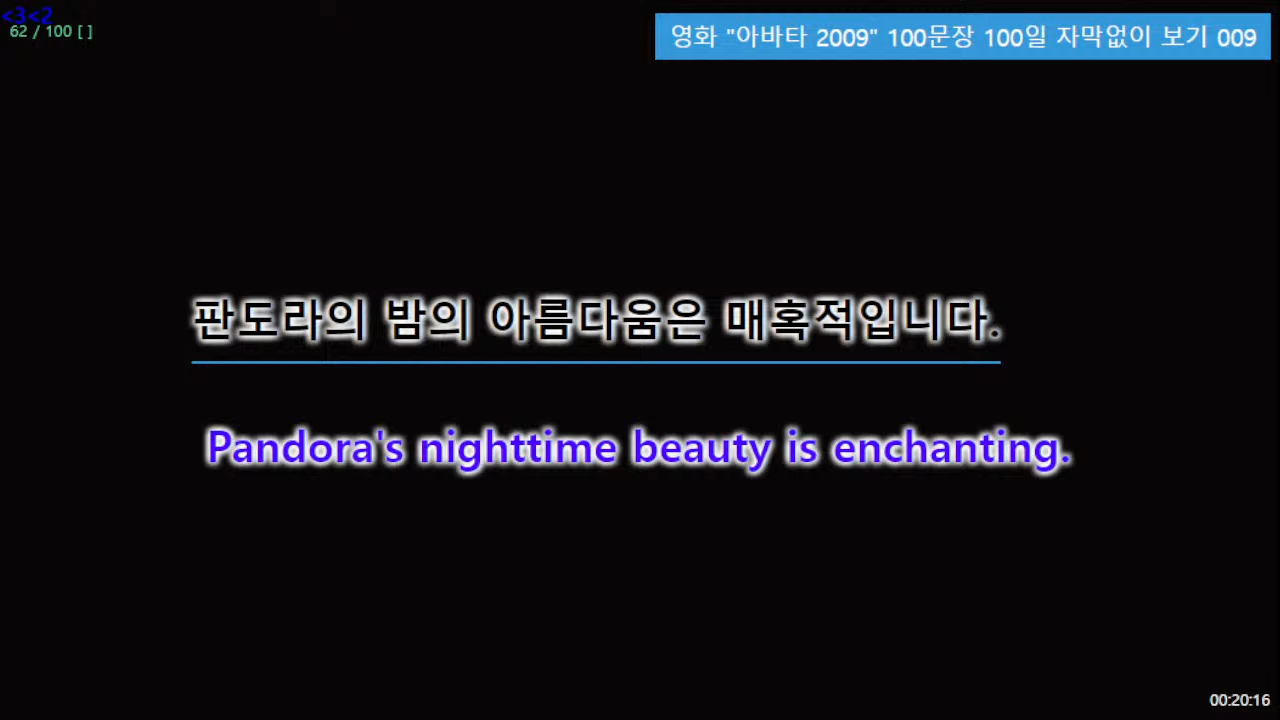 <3<2
62 / 100 [ ]
영화 "아바타 2009" 100문장 100일 자막없이 보기 009
판도라의 밤의 아름다움은 매혹적입니다.
Pandora's nighttime beauty is enchanting.
00:20:16